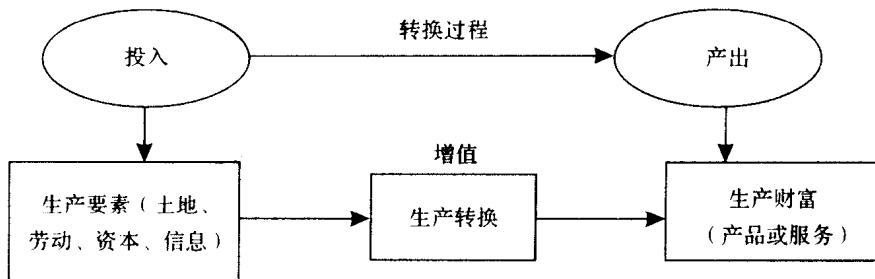 转换过程
投入
产出
增值
生产要素（土地、
劳动、资本、信息）
生产转换
生产财富
（产品或服务）